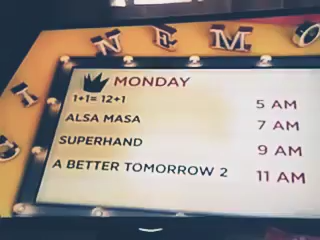 NEMO
MONDAY
1+1= 12+1 5 AM
ALSA MASA 7 AM
SUPERHAND 9 AM
A BETTER TOMORROW 2 11 AM